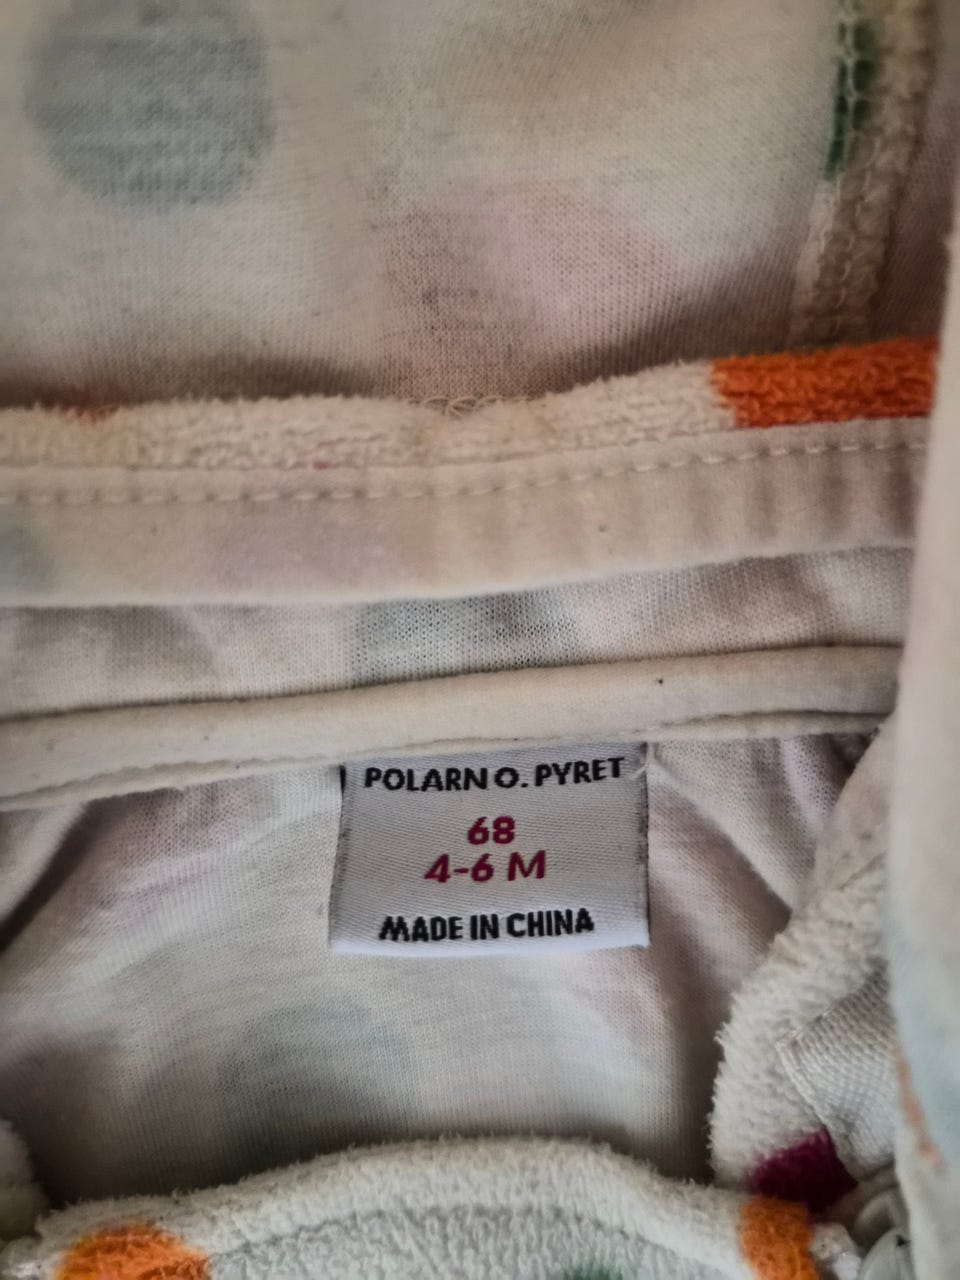 POLARN O. PYRET
68
4-6 M
MADE IN CHINA